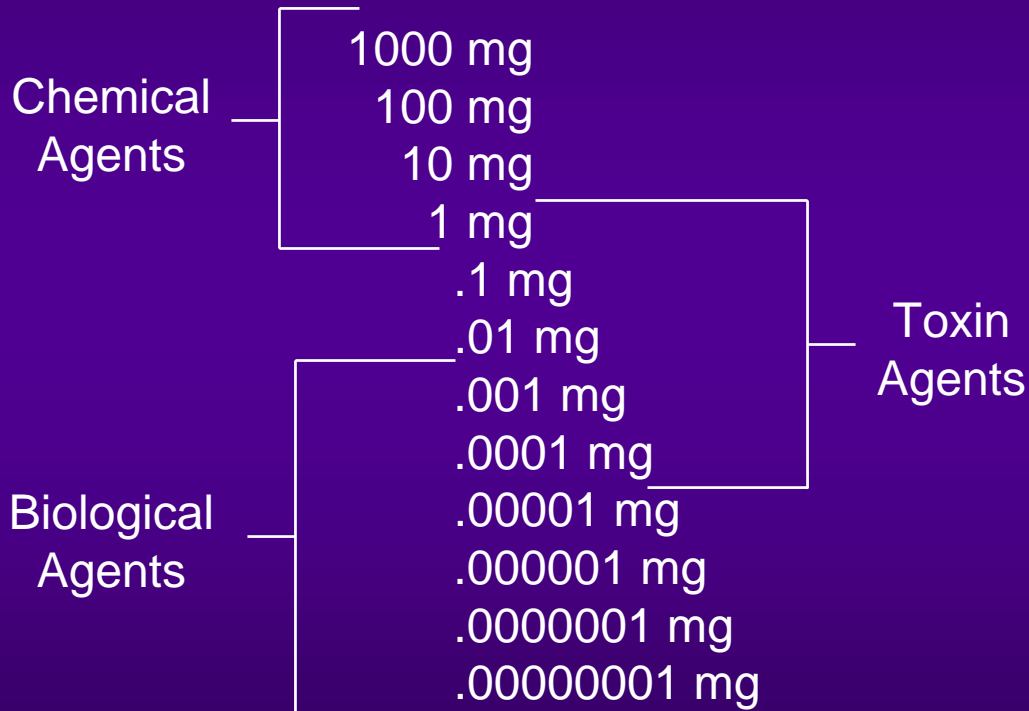 1000 mg
Chemical
Agents
100 mg
10 mg
1 mg
.1 mg
.01 mg
Toxin
Agents
.001 mg
.0001 mg
.00001 mg
Biological
Agents
.000001 mg
.0000001 mg
.00000001 mg